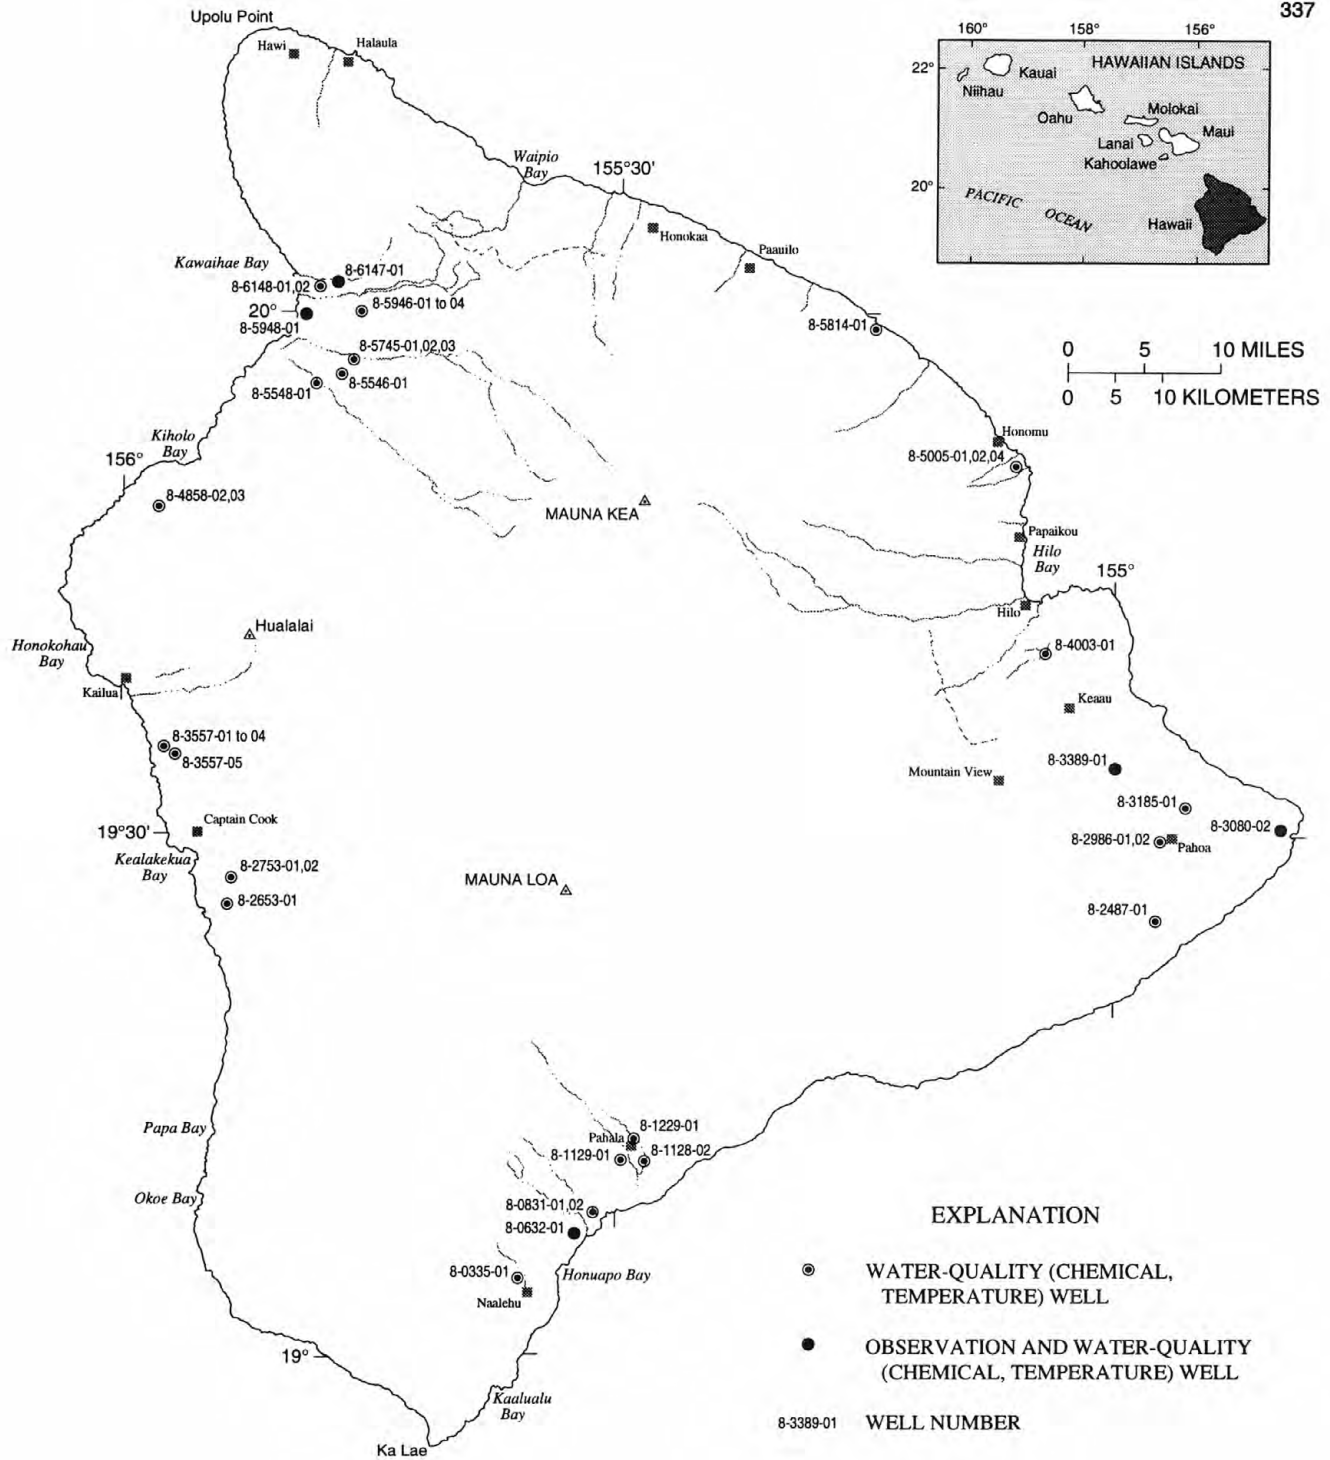 337
Upolu Point
Hawi
Halaula
160°
158°
156°
22°
HAWAIIAN ISLANDS
Kauai
Niihau
Oahu
Molokai
Lanai
Maui
Kahoolawe
20°
PACIFIC OCEAN
Hawaii
Waipio
Bay
155°30'
Honokaa
Paauilo
Kawaihae Bay
8-6147-01
8-6148-01,02
20°
8-5946-01 to 04
8-5948-01
8-5814-01
8-5745-01,02,03
8-5546-01
8-5548-01
0 5 10 MILES
0 5 10 KILOMETERS
Kiholo
Bay
156°
Honomu
8-5005-01,02,04
8-4858-02,03
MAUNA KEA
Papaikou
Hilo
Bay
155°
Hilo
Hualalai
Honokohau
Bay
8-4003-01
Kailua
Keaau
8-3557-01 to 04
8-3557-05
8-3389-01
Mountain View
8-3185-01
Captain Cook
19°30'
8-3080-02
8-2986-01,02
Pahoa
Kealakekua
Bay
8-2753-01,02
MAUNA LOA
8-2653-01
8-2487-01
Papa Bay
8-1229-01
Pahala
8-1129-01
8-1128-02
Okoe Bay
8-0831-01,02
8-0632-01
8-0335-01
Honuapo Bay
Naalehu
19°
Kaalualu
Bay
Ka Lae
EXPLANATION
WATER-QUALITY (CHEMICAL,
TEMPERATURE) WELL
OBSERVATION AND WATER-QUALITY
(CHEMICAL, TEMPERATURE) WELL
8-3389-01 WELL NUMBER